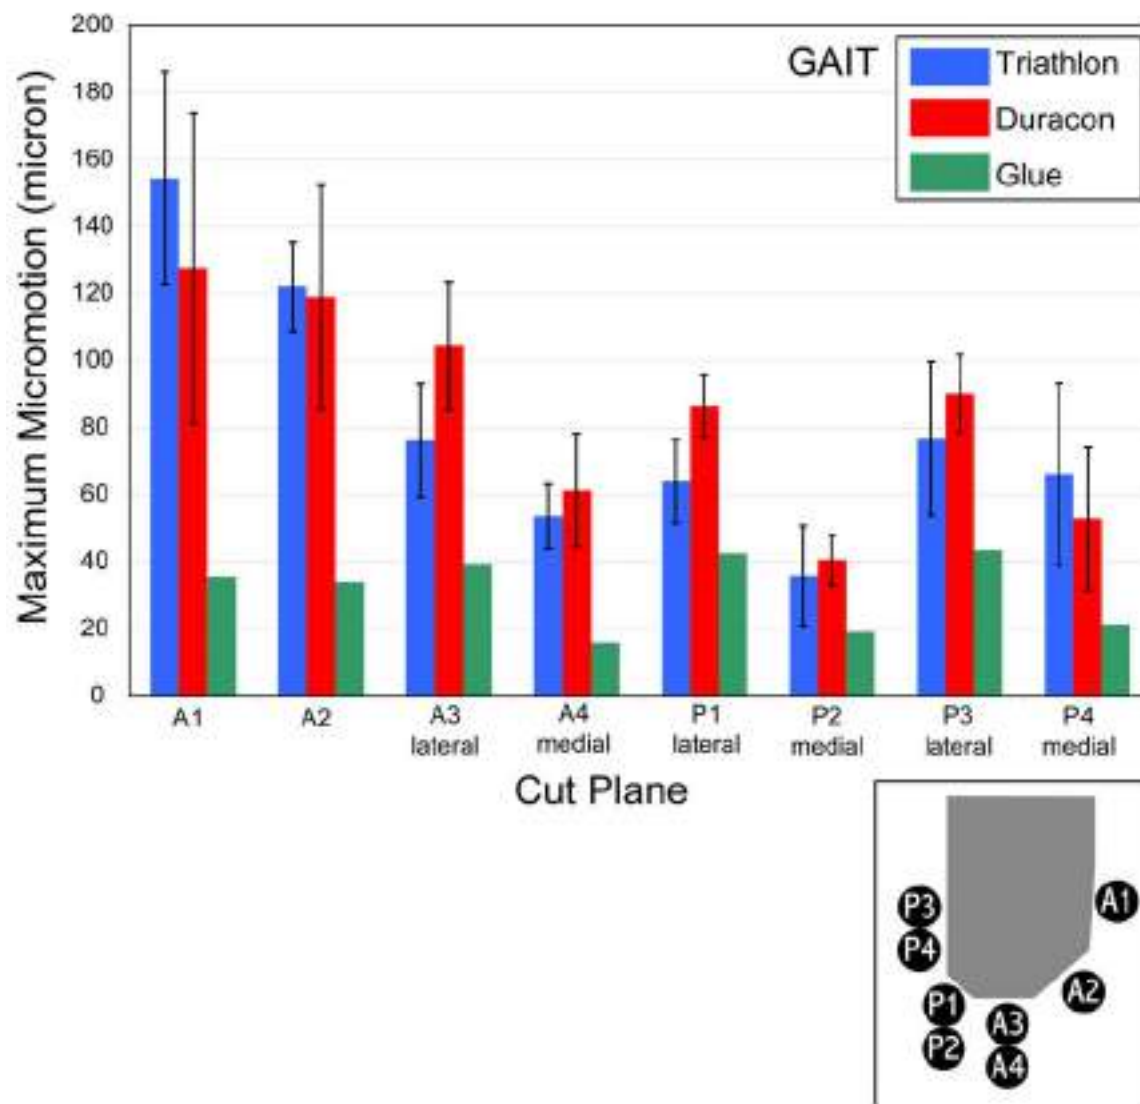 Maximum Micromotion (micron)
200
180
160
140
120
100
80
60
40
20
0
GAIT
Triathlon
Duracon
Glue
A1
A2
A3
lateral
A4
medial
P1
lateral
P2
medial
P3
lateral
P4
medial
Cut Plane
P3
P4
P1
P2
A3
A4
A2
A1